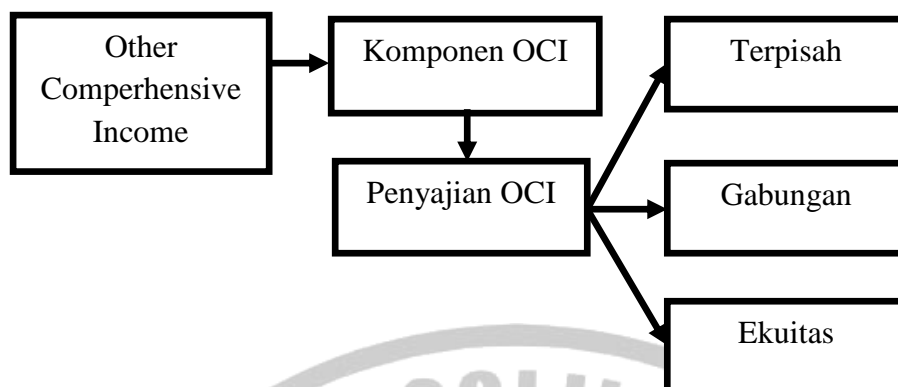 Other
Comperhensive
Income
Komponen OCI
Penyajian OCI
Terpisah
Gabungan
Ekuitas